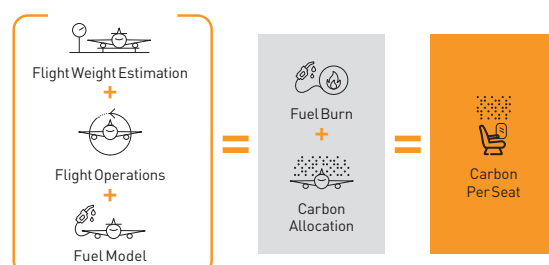 Flight Weight Estimation
+
Flight Operations
+
Fuel Model
=
Fuel Burn
+
Carbon
Allocation
=
Carbon
Per Seat